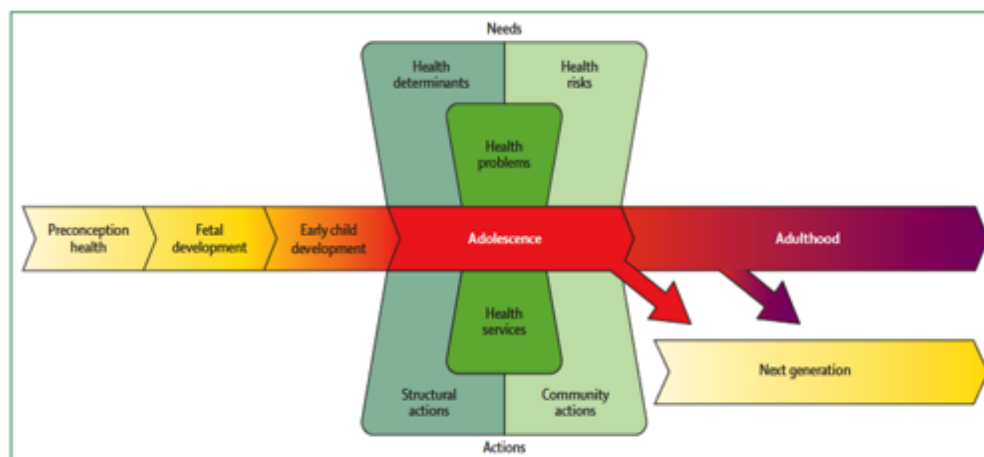 Needs
Health
determinants
Health
risks
Health
problems
Preconception
health
Fetal
development
Early child
development
Adolescence
Adulthood
Health
services
Next generation
Structural
actions
Community
actions
Actions